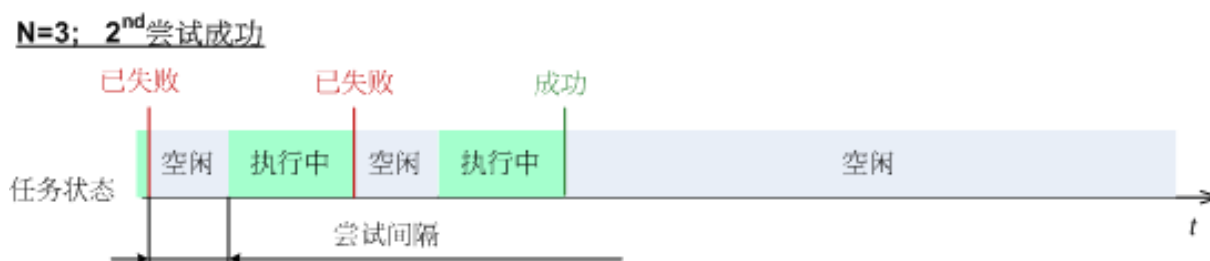 N=3; 2nd尝试成功
已失败 已失败 成功
空闲 执行中 空闲 执行中 空闲
任务状态
t
尝试间隔